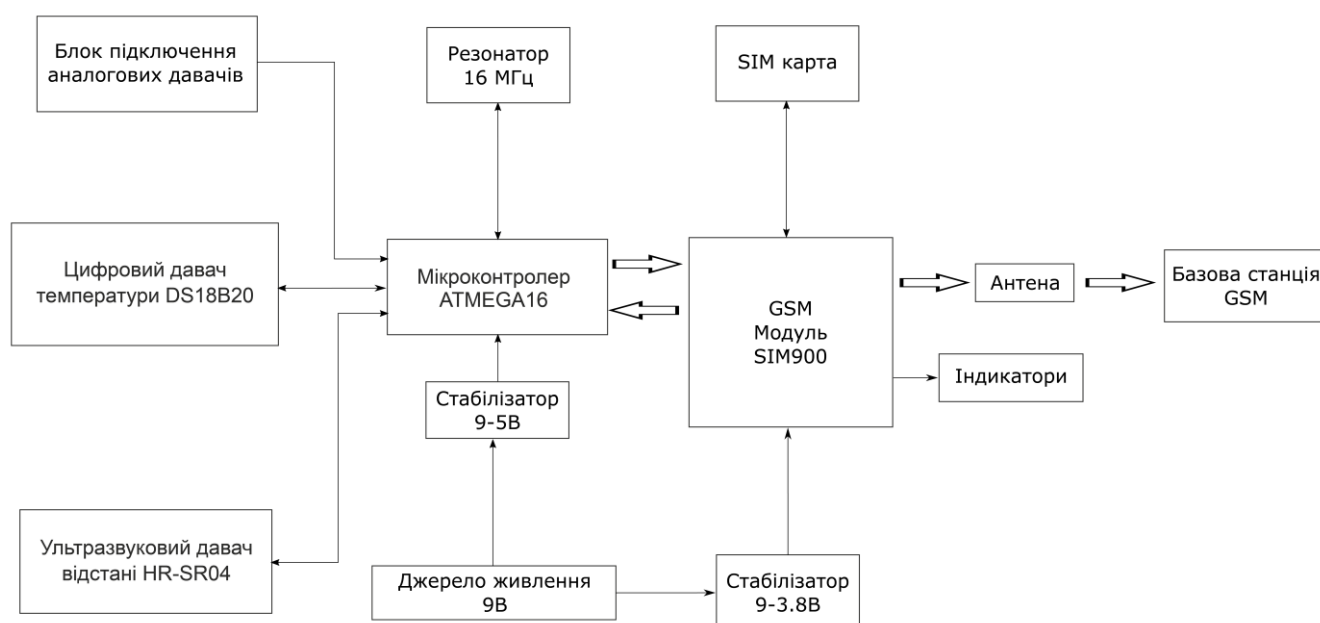 Блок підключення
аналогових давачів
Резонатор
16 МГц
SIM карта
Цифровий давач
температури DS18B20
Мікроконтролер
ATMEGA16
GSM
Модуль
SIM900
Антена
Базова станція
GSM
Індикатори
Стабілізатор
9-5В
Ультразвуковий давач
відстані HR-SR04
Джерело живлення
9В
Стабілізатор
9-3.8В